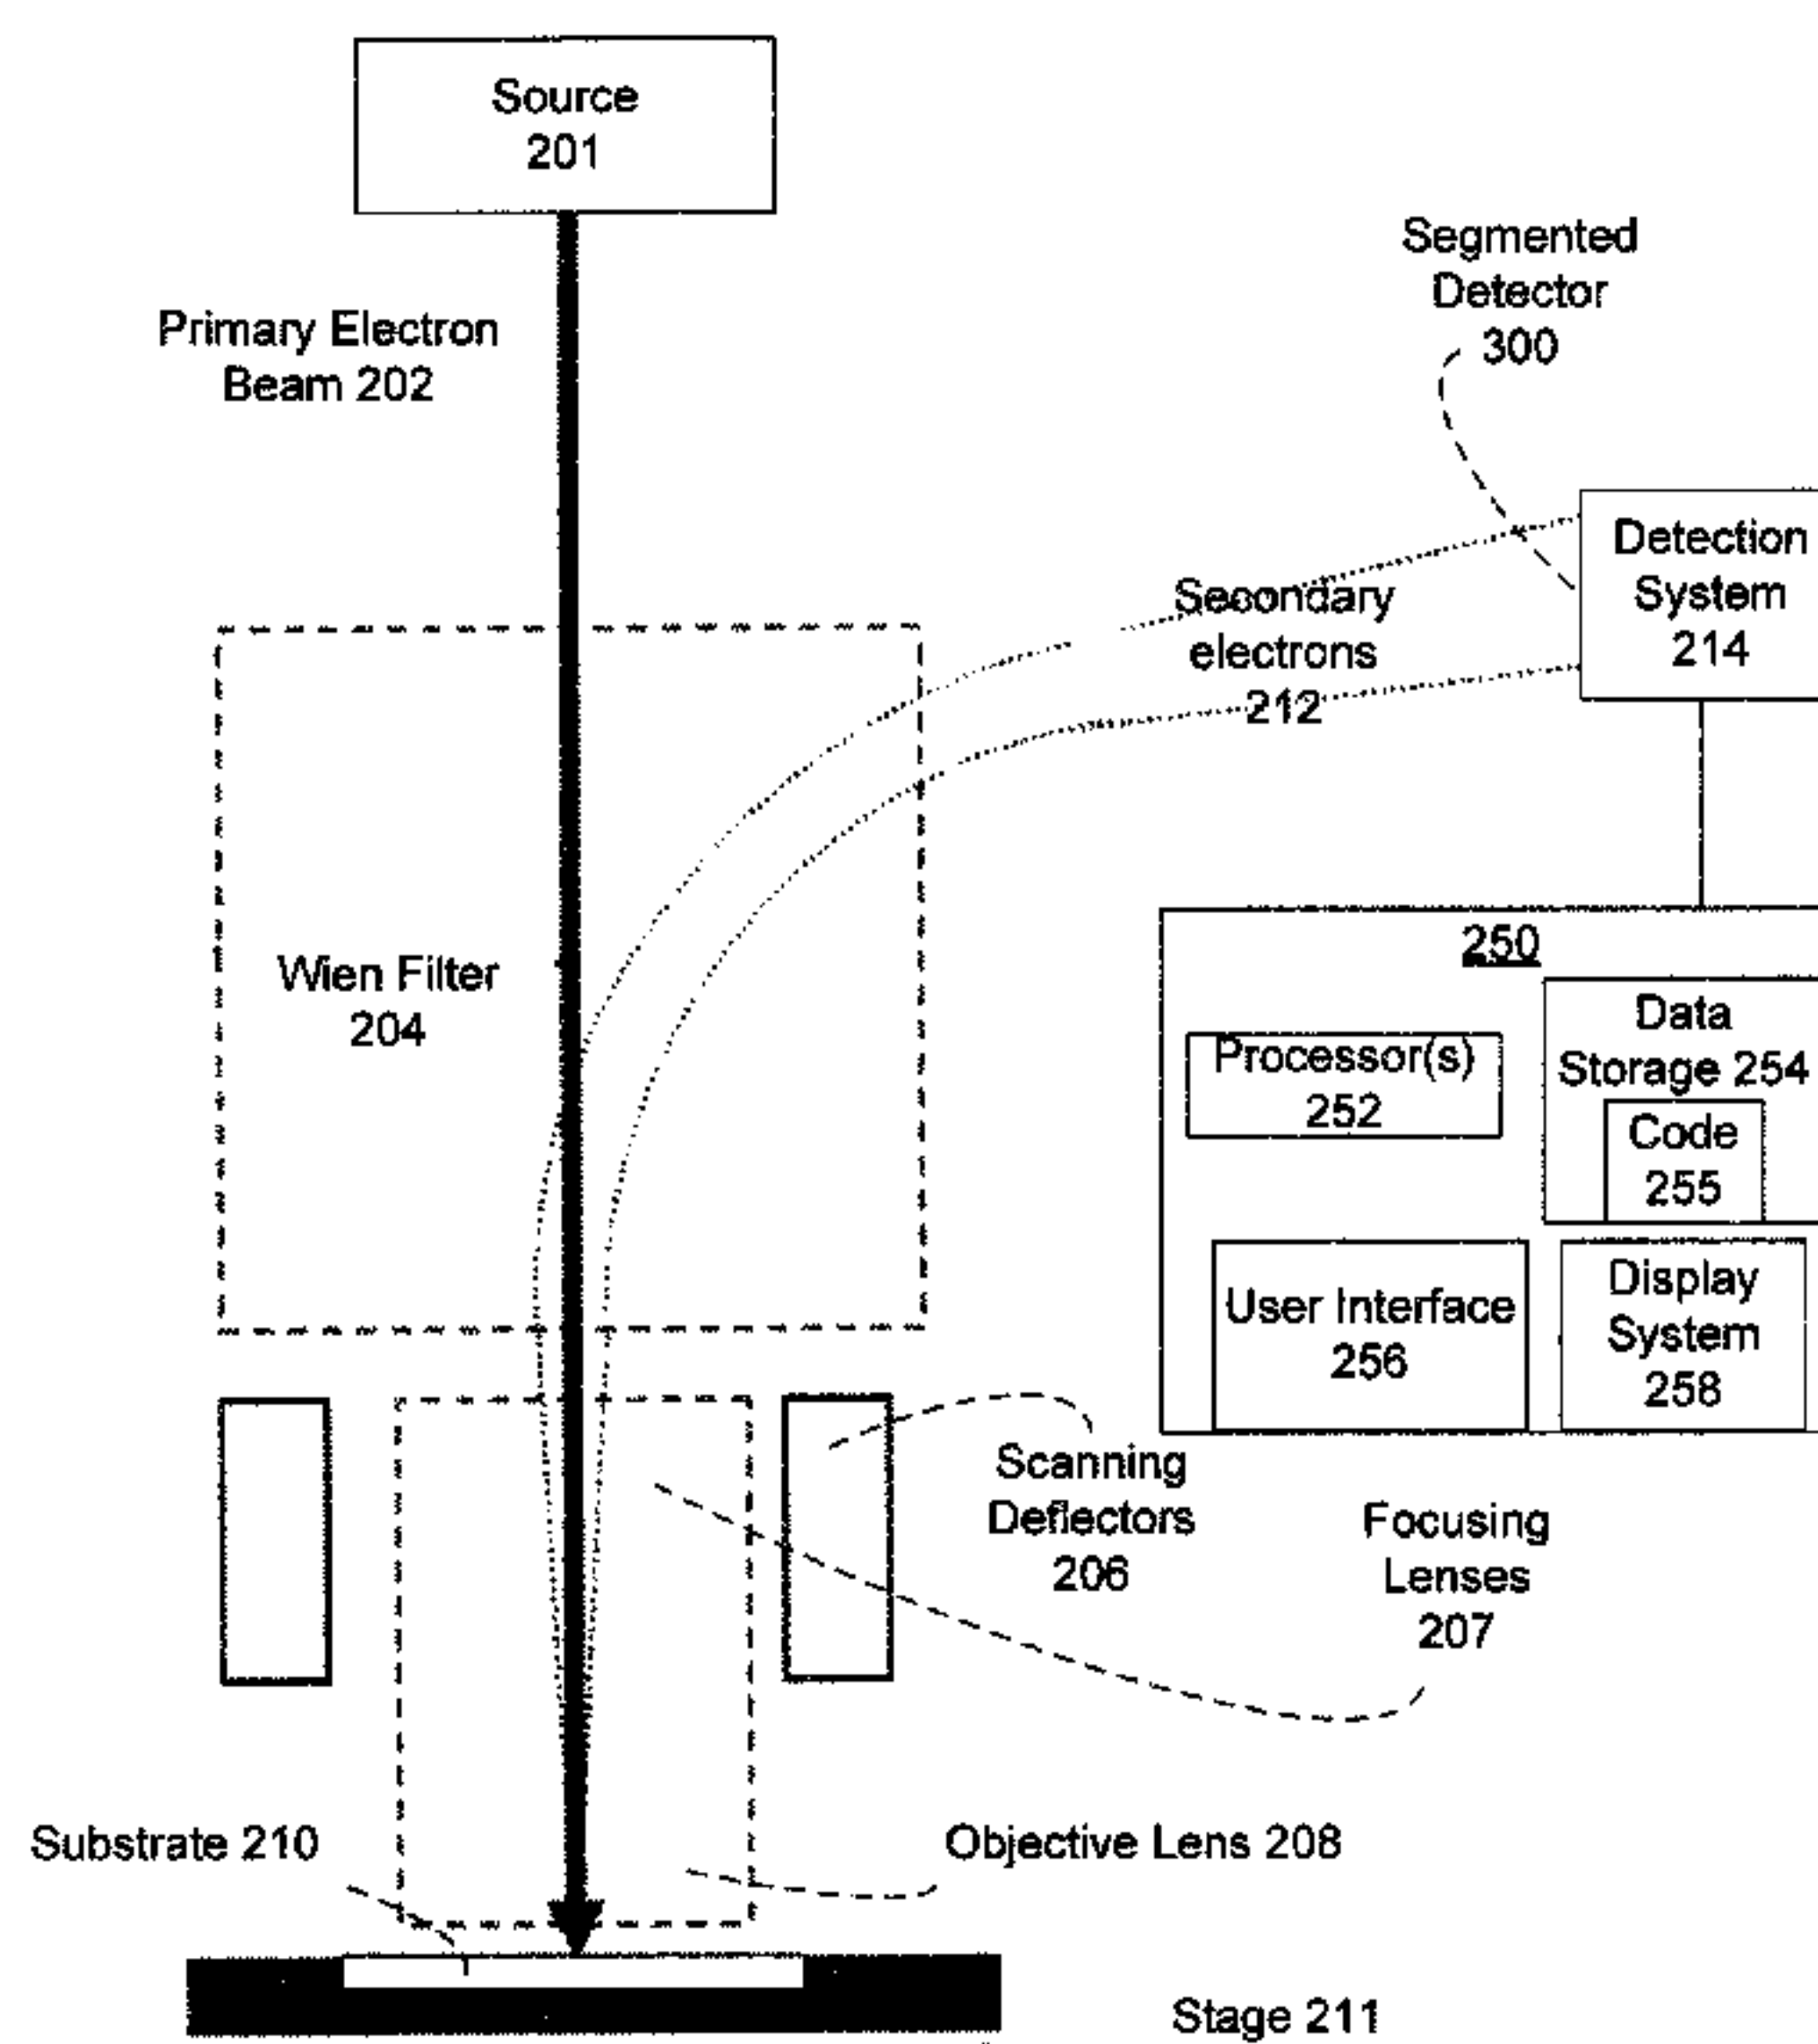 Source
201
Primary Electron
Beam 202
Segmented
Detector
300
Detection
System
214
Secondary
electrons
212
Wien Filter
204
250
Processor(s)
252
Data
Storage 254
Code
255
User Interface
256
Display
System
258
Scanning
Deflectors
206
Focusing
Lenses
207
Substrate 210
Objective Lens 208
Stage 211